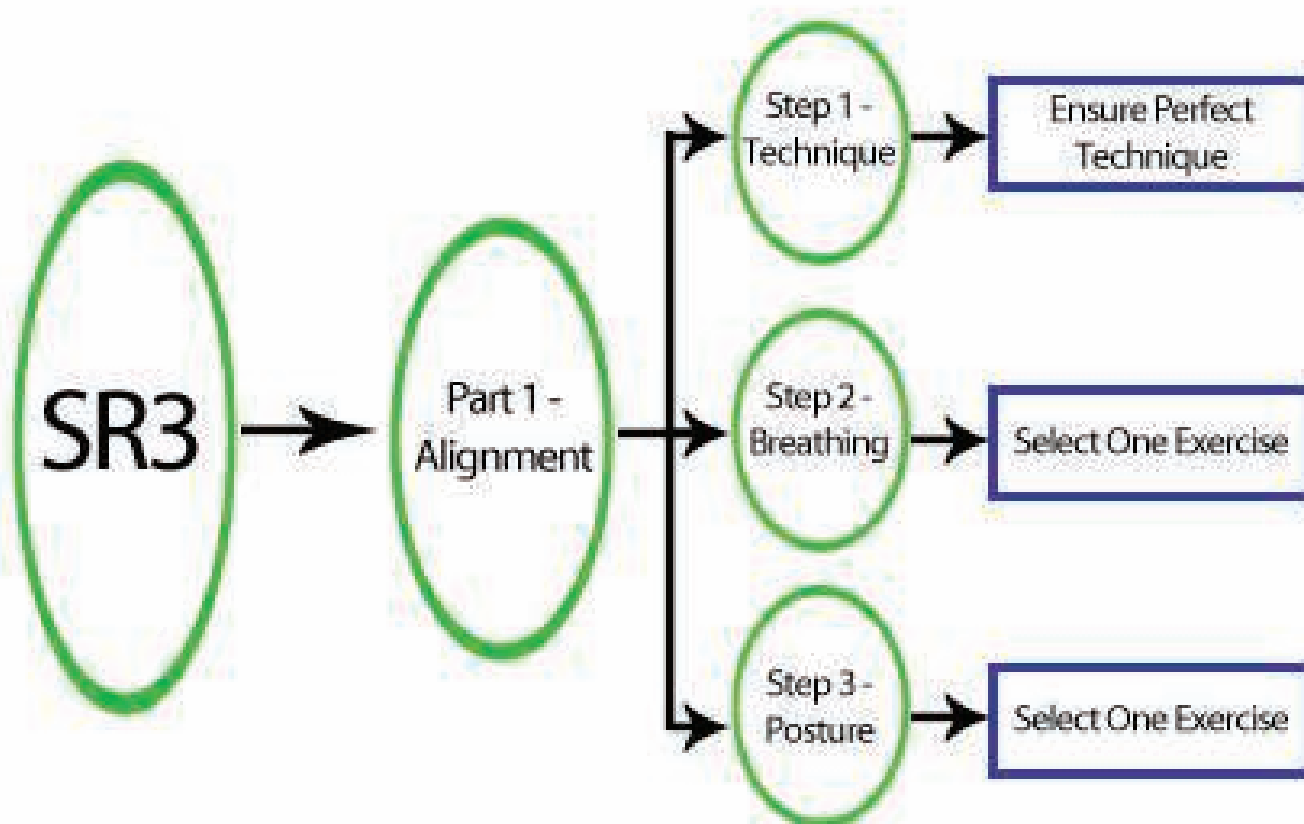 SR3
Part 1 -
Alignment
Step 1 -
Technique
Ensure Perfect
Technique
Step 2 -
Breathing
Select One Exercise
Step 3 -
Posture
Select One Exercise